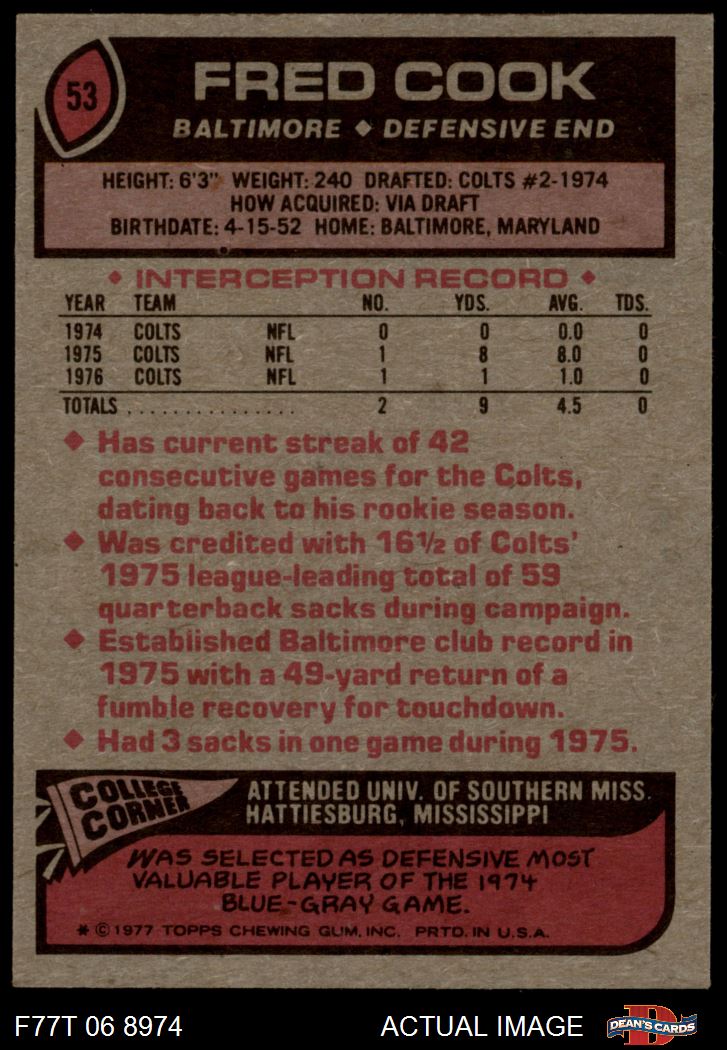 53
FRED COOK
BALTIMORE ◆ DEFENSIVE END
HEIGHT: 6'3" WEIGHT: 240 DRAFTED: COLTS #2-1974
HOW ACQUIRED: VIA DRAFT
BIRTHDATE: 4-15-52 HOME: BALTIMORE, MARYLAND
◆ INTERCEPTION RECORD ◆
YEAR TEAM NO. YDS. AVG. TDS.
1974 COLTS NFL 0 0 0.0 0
1975 COLTS NFL 1 8 8.0 0
1976 COLTS NFL 1 1 1.0 0
TOTALS . . . . . . . . . . . . . . . 2 9 4.5 0
◆ Has current streak of 42
consecutive games for the Colts,
dating back to his rookie season.
◆ Was credited with 16½ of Colts'
1975 league-leading total of 59
quarterback sacks during campaign.
◆ Established Baltimore club record in
1975 with a 49-yard return of a
fumble recovery for touchdown.
◆ Had 3 sacks in one game during 1975.
COLLEGE
CORNER
ATTENDED UNIV. OF SOUTHERN MISS.
HATTIESBURG, MISSISSIPPI
WAS SELECTED AS DEFENSIVE MOST
VALUABLE PLAYER OF THE 1974
BLUE-GRAY GAME.
* © 1977 TOPPS CHEWING GUM, INC. PRTD. IN U.S.A.
F77T 06 8974
ACTUAL IMAGE
D
DEAN'S CARDS